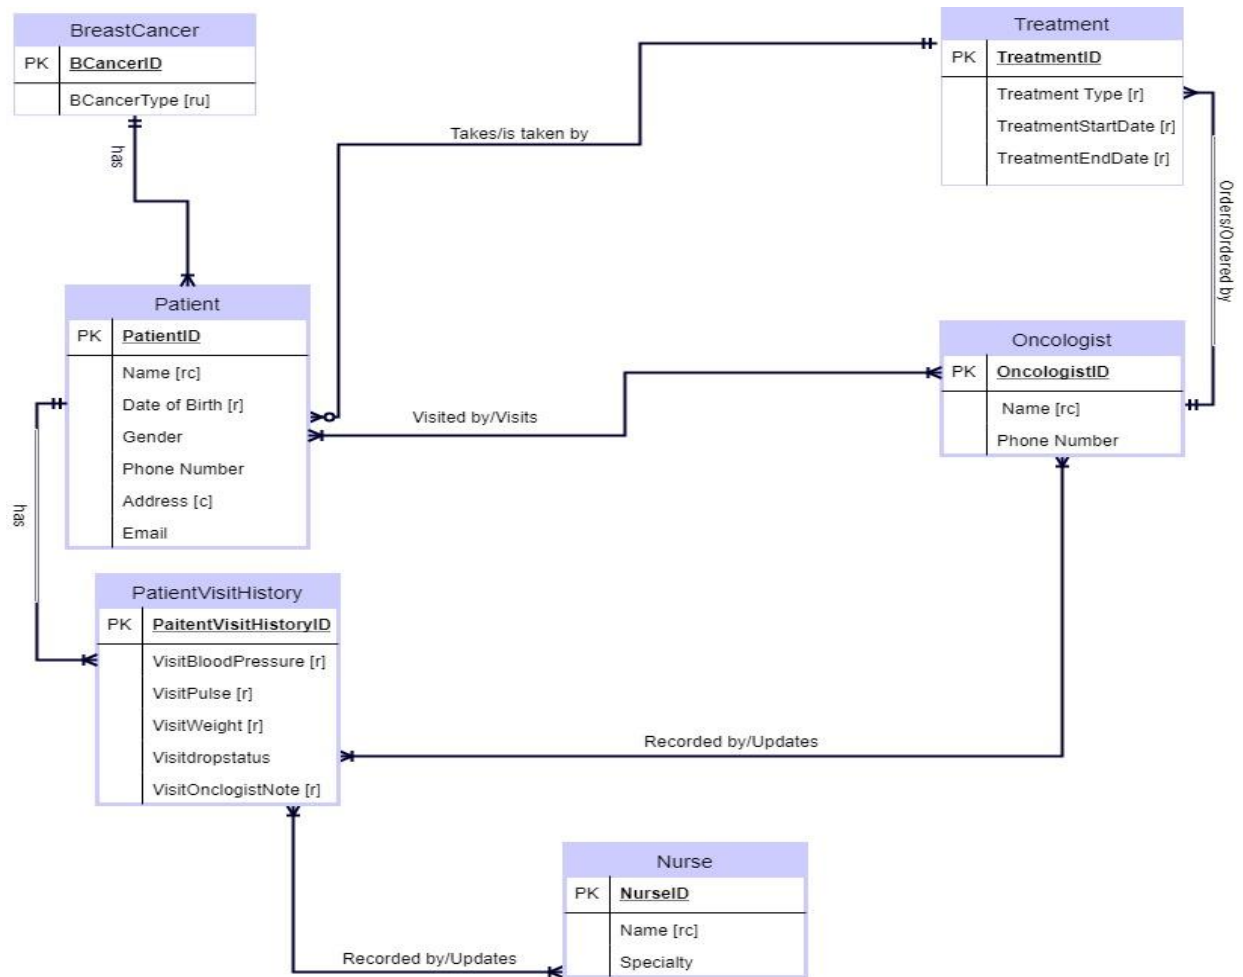 BreastCancer
PK BCancerID
BCancerType [ru]
has
Treatment
PK TreatmentID
Treatment Type [r]
TreatmentStartDate [r]
TreatmentEndDate [r]
Takes/is taken by
Orders/Ordered by
Patient
PK PatientID
Name [rc]
Date of Birth [r]
Gender
Phone Number
Address [c]
Email
Visited by/Visits
Oncologist
PK OncologistID
Name [rc]
Phone Number
has
PatientVisitHistory
PK PaitentVisitHistoryID
VisitBloodPressure [r]
VisitPulse [r]
VisitWeight [r]
Visitdropstatus
VisitOnclogistNote [r]
Recorded by/Updates
Nurse
PK NurseID
Name [rc]
Specialty
Recorded by/Updates